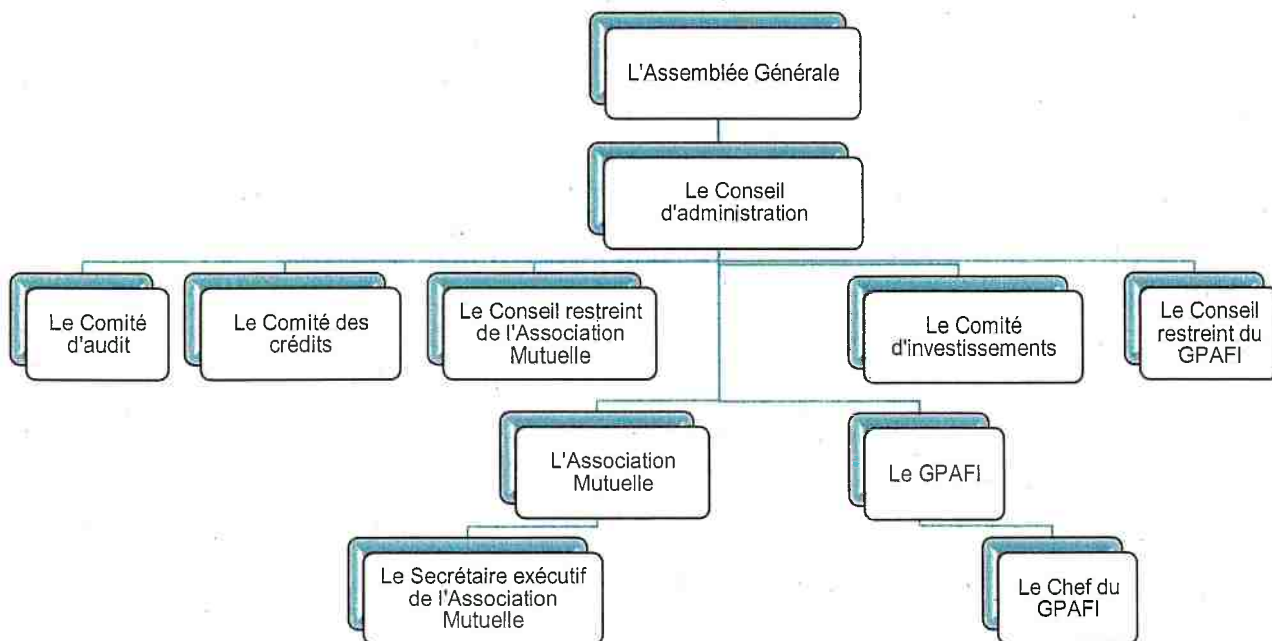 L'Assemblée Générale
Le Conseil
d'administration
Le Comité
d'audit
Le Comité des
crédits
Le Conseil restreint
de l'Association
Mutuelle
Le Comité
d'investissements
Le Conseil
restreint du
GPAFI
L'Association
Mutuelle
Le GPAFI
Le Secrétaire exécutif
de l'Association
Mutuelle
Le Chef du
GPAFI